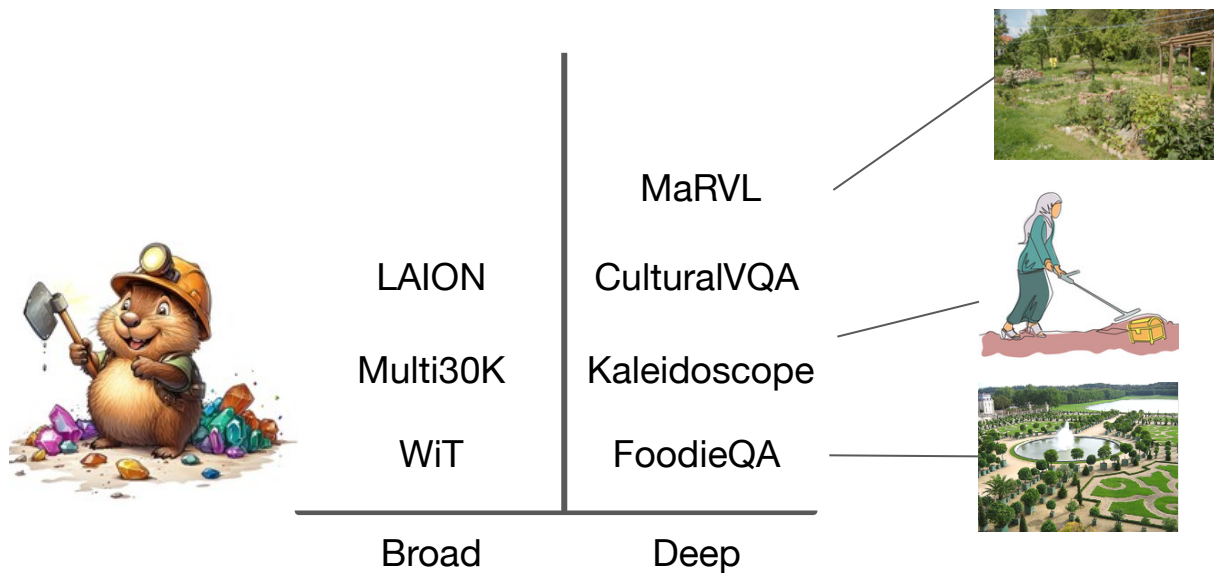 MaRVL
LAION CulturalVQA
Multi30K Kaleidoscope
WiT FoodieQA
Broad Deep